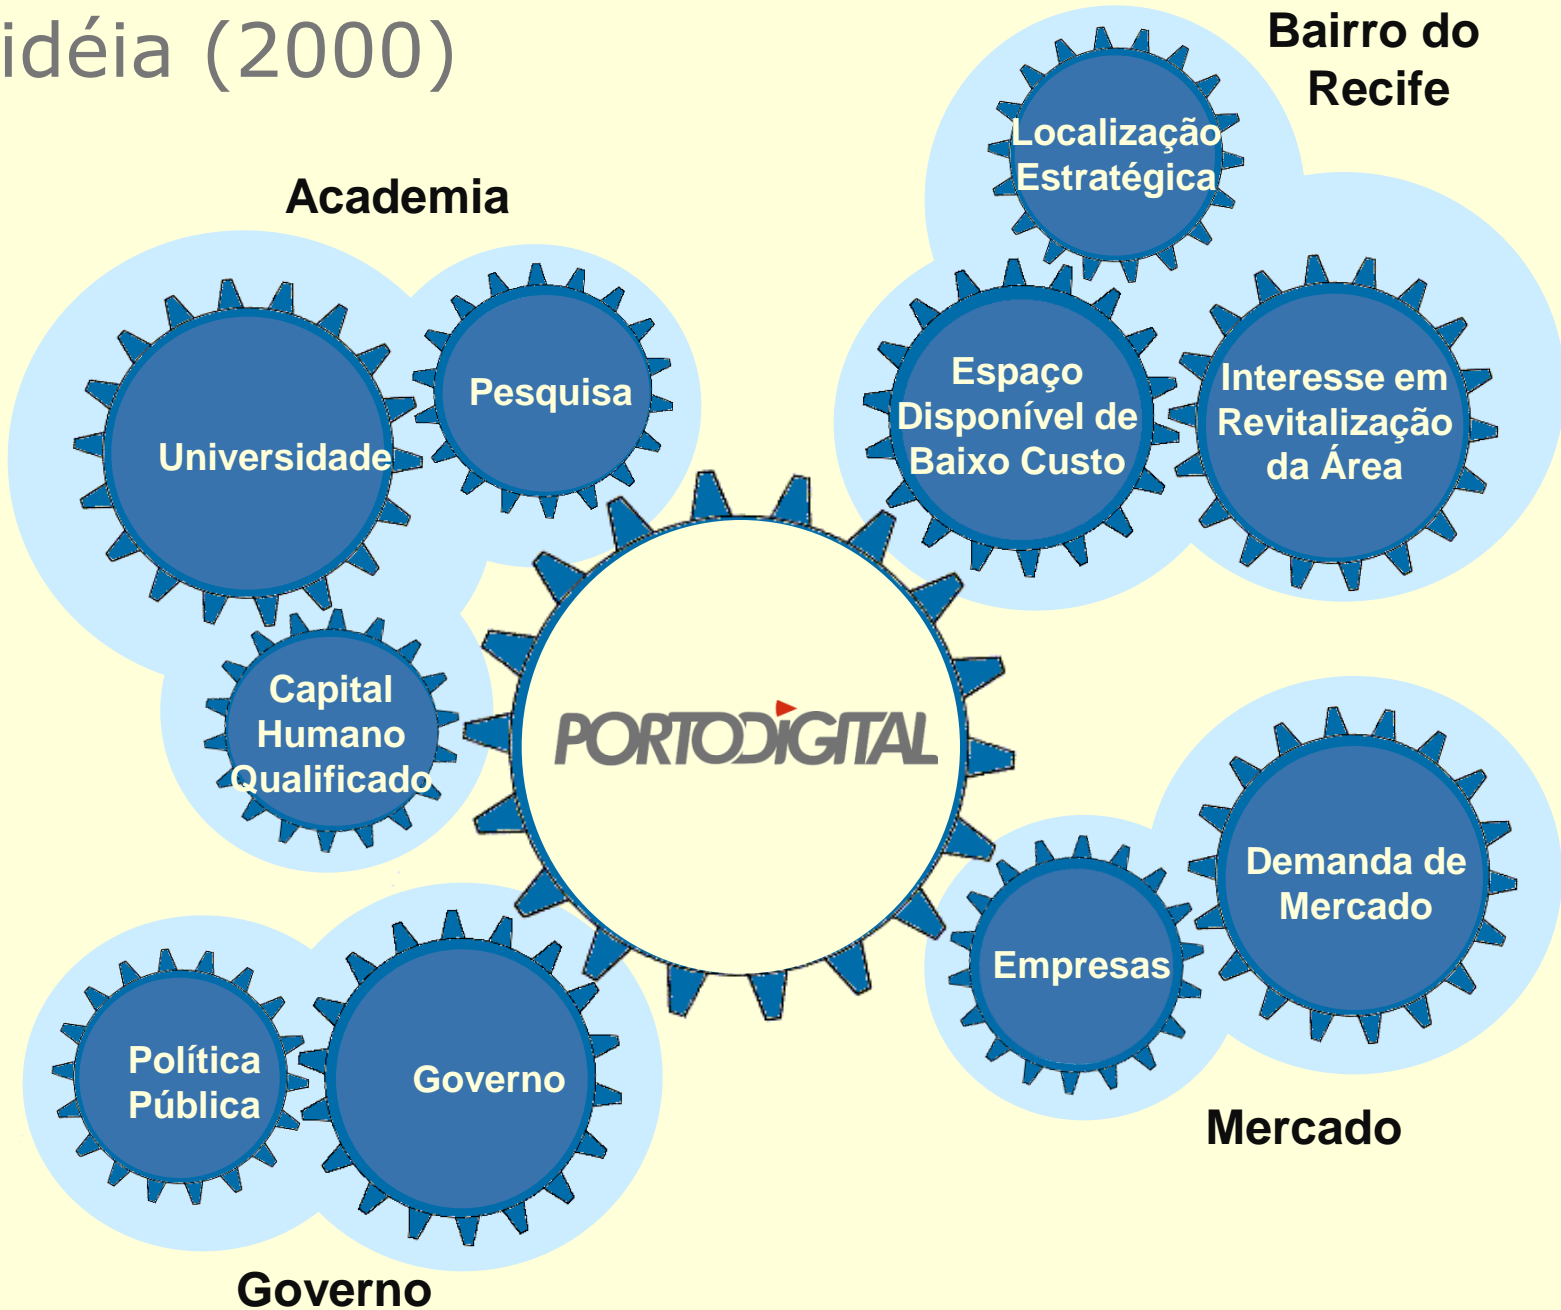 idéia (2000)
Bairro do
Recife
Localização
Estratégica
Academia
Espaço
Disponível de
Baixo Custo
Interesse em
Revitalização
da Área
Pesquisa
Universidade
Capital
Humano
Qualificado
PORTODIGITAL
Demanda de
Mercado
Empresas
Política
Pública
Governo
Mercado
Governo